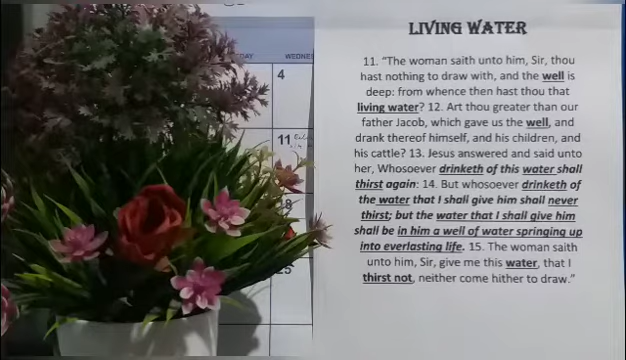 LIVING WATER
11. "The woman saith unto him, Sir, thou
hast nothing to draw with, and the well is
deep: from whence then hast thou that
living water? 12. Art thou greater than our
father Jacob, which gave us the well, and
drank thereof himself, and his children, and
his cattle? 13. Jesus answered and said unto
her, Whosoever drinketh of this water shall
thirst again: 14. But whosoever drinketh of
the water that I shall give him shall never
thirst; but the water that I shall give him
shall be in him a well of water springing up
into everlasting life. 15. The woman saith
unto him, Sir, give me this water, that I
thirst not, neither come hither to draw."
DAY WEDNE
4
11
18
25